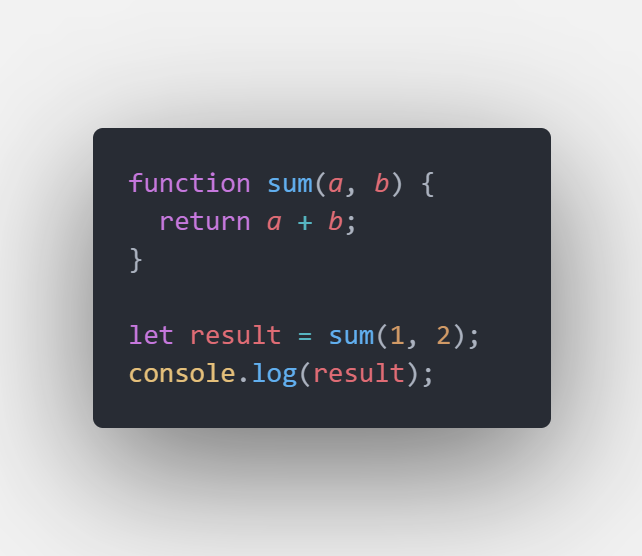 function sum(a, b) {
  return a + b;
}

let result = sum(1, 2);
console.log(result);